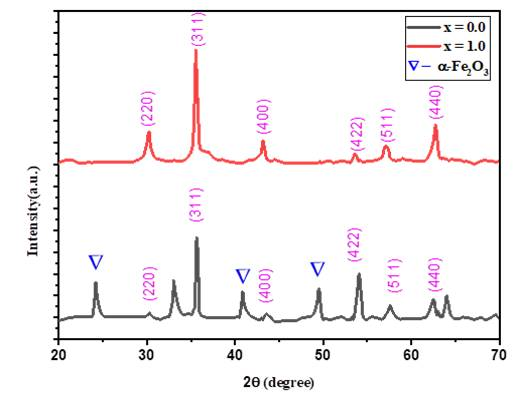 (311)
x = 0.0
x = 1.0
∇ − α-Fe₂O₃
(220)
(400)
(422)
(511)
(440)
Intensity(a.u.)
(311)
∇
(220)
∇
(400)
∇
(422)
(511)
(440)
20 30 40 50 60 70
2θ (degree)